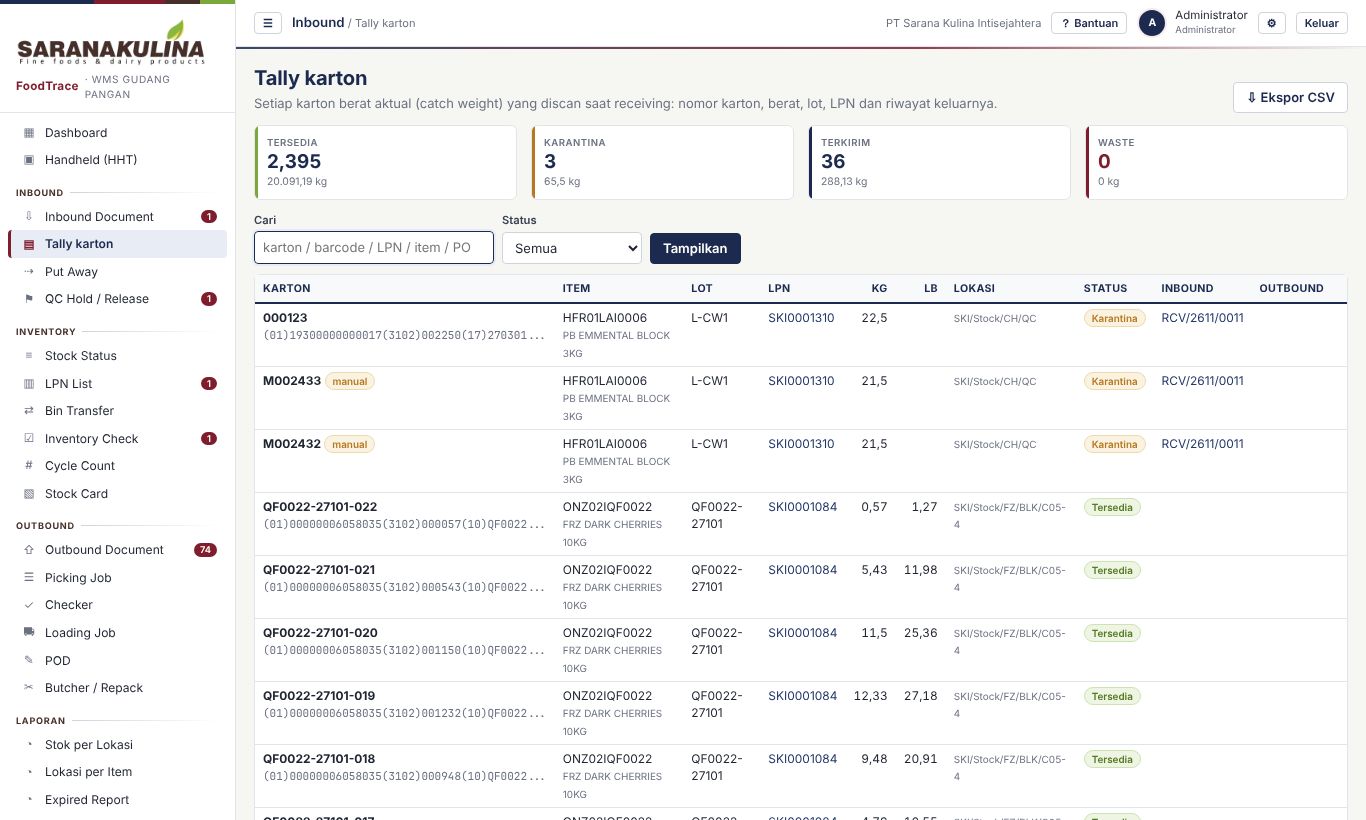 SARANAKULINA
Fine foods & dairy products
FoodTrace · WMS GUDANG PANGAN
Dashboard
Handheld (HHT)
INBOUND
Inbound Document 1
Tally karton
Put Away
QC Hold / Release 1
INVENTORY
Stock Status
LPN List 1
Bin Transfer
Inventory Check 1
Cycle Count
Stock Card
OUTBOUND
Outbound Document 74
Picking Job
Checker
Loading Job
POD
Butcher / Repack
LAPORAN
Stok per Lokasi
Lokasi per Item
Expired Report
Inbound / Tally karton
PT Sarana Kulina Intisejahtera
? Bantuan
A
Administrator
Administrator
Keluar
Tally karton
Setiap karton berat aktual (catch weight) yang discan saat receiving: nomor karton, berat, lot, LPN dan riwayat keluarnya.
⇩ Ekspor CSV
TERSEDIA
2,395
20.091,19 kg
KARANTINA
3
65,5 kg
TERKIRIM
36
288,13 kg
WASTE
0
0 kg
Cari
karton / barcode / LPN / item / PO
Status
Semua
Tampilkan
KARTON ITEM LOT LPN KG LB LOKASI STATUS INBOUND OUTBOUND
000123 HFR01LAI0006 L-CW1 SKI0001310 22,5 SKI/Stock/CH/QC Karantina RCV/2611/0011
(01)19300000000017(3102)002250(17)270301... PB EMMENTAL BLOCK
3KG
M002433 manual HFR01LAI0006 L-CW1 SKI0001310 21,5 SKI/Stock/CH/QC Karantina RCV/2611/0011
PB EMMENTAL BLOCK
3KG
M002432 manual HFR01LAI0006 L-CW1 SKI0001310 21,5 SKI/Stock/CH/QC Karantina RCV/2611/0011
PB EMMENTAL BLOCK
3KG
QF0022-27101-022 ONZ02IQF0022 QF0022- SKI0001084 0,57 1,27 SKI/Stock/FZ/BLK/C05- Tersedia
(01)00000006058035(3102)000057(10)QF0022... FRZ DARK CHERRIES 27101 4
10KG
QF0022-27101-021 ONZ02IQF0022 QF0022- SKI0001084 5,43 11,98 SKI/Stock/FZ/BLK/C05- Tersedia
(01)00000006058035(3102)000543(10)QF0022... FRZ DARK CHERRIES 27101 4
10KG
QF0022-27101-020 ONZ02IQF0022 QF0022- SKI0001084 11,5 25,36 SKI/Stock/FZ/BLK/C05- Tersedia
(01)00000006058035(3102)001150(10)QF0022... FRZ DARK CHERRIES 27101 4
10KG
QF0022-27101-019 ONZ02IQF0022 QF0022- SKI0001084 12,33 27,18 SKI/Stock/FZ/BLK/C05- Tersedia
(01)00000006058035(3102)001232(10)QF0022... FRZ DARK CHERRIES 27101 4
10KG
QF0022-27101-018 ONZ02IQF0022 QF0022- SKI0001084 9,48 20,91 SKI/Stock/FZ/BLK/C05- Tersedia
(01)00000006058035(3102)000948(10)QF0022... FRZ DARK CHERRIES 27101 4
10KG